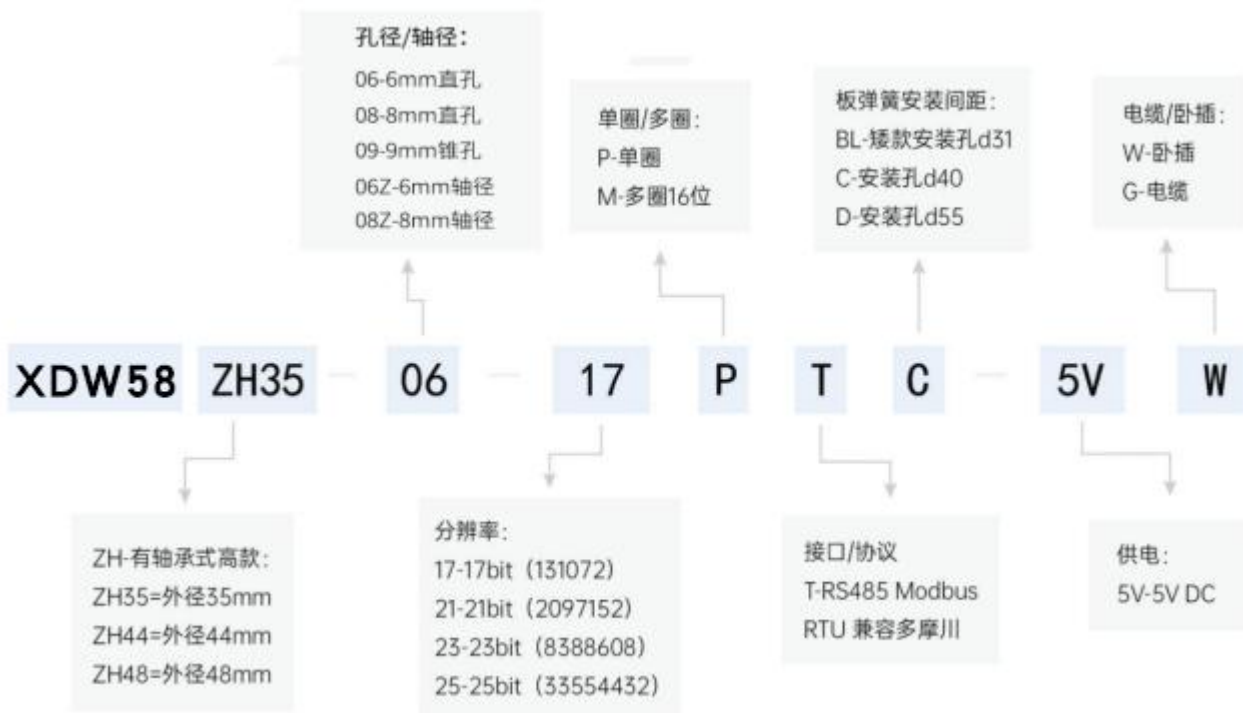 孔径/轴径：
06-6mm直孔
08-8mm直孔
09-9mm锥孔
06Z-6mm轴径
08Z-8mm轴径
单圈/多圈：
P-单圈
M-多圈16位
板弹簧安装间距：
BL-矮款安装孔d31
C-安装孔d40
D-安装孔d55
电缆/卧插：
W-卧插
G-电缆
XDW58 ZH35 - 06 - 17 P T C - 5V W
ZH-有轴承式高款：
ZH35=外径35mm
ZH44=外径44mm
ZH48=外径48mm
分辨率：
17-17bit（131072）
21-21bit（2097152）
23-23bit（8388608）
25-25bit（33554432）
接口/协议
T-RS485 Modbus
RTU 兼容多摩川
供电：
5V-5V DC